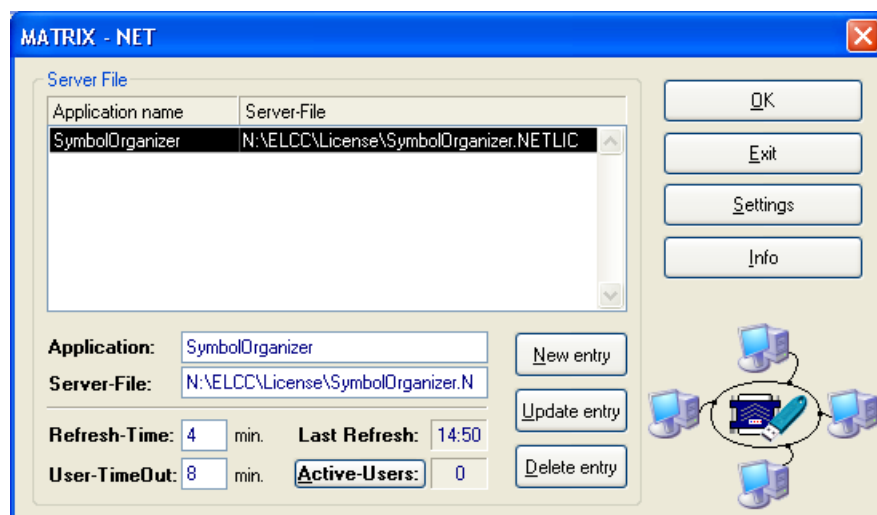 MATRIX - NET
Server File
Application name Server-File
SymbolOrganizer N:\ELCC\License\SymbolOrganizer.NETLIC
OK
Exit
Settings
Info
Application: SymbolOrganizer
Server-File: N:\ELCC\License\SymbolOrganizer.N
New entry
Update entry
Delete entry
Refresh-Time: 4 min. Last Refresh: 14:50
User-TimeOut: 8 min. Active-Users: 0